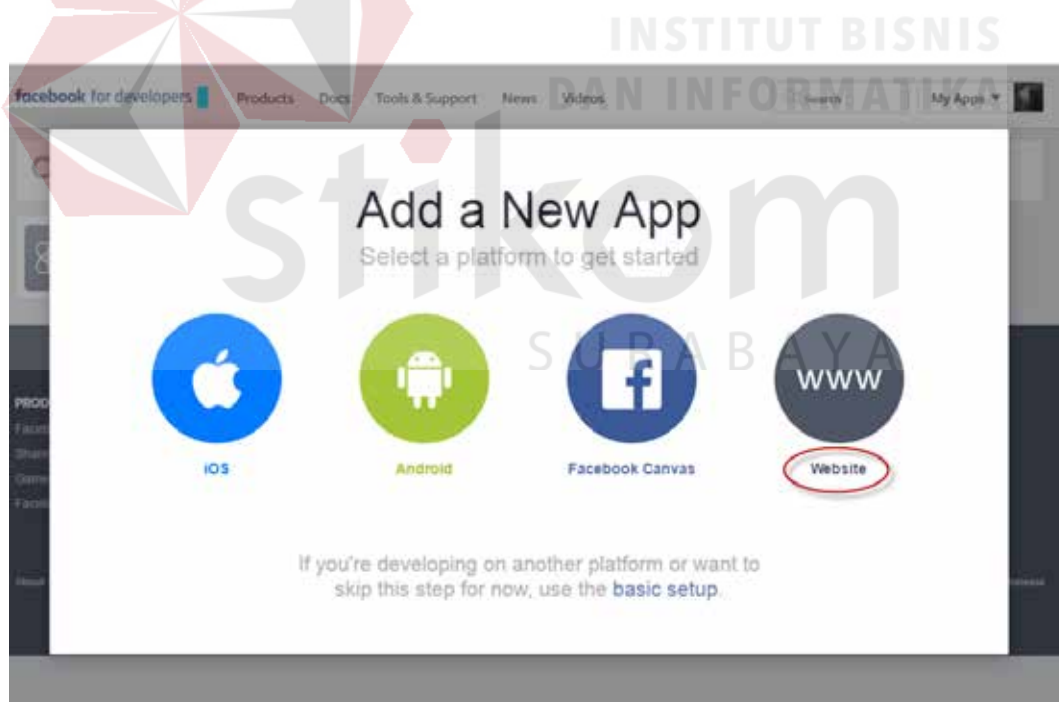 INSTITUT BISNIS
DAN INFORMATIKA
stikom
SURABAYA
facebook for developers
Products Docs Tools & Support News Videos Search My Apps
Add a New App
Select a platform to get started
www
iOS Android Facebook Canvas Website
PROD
If you're developing on another platform or want to
skip this step for now, use the basic setup.